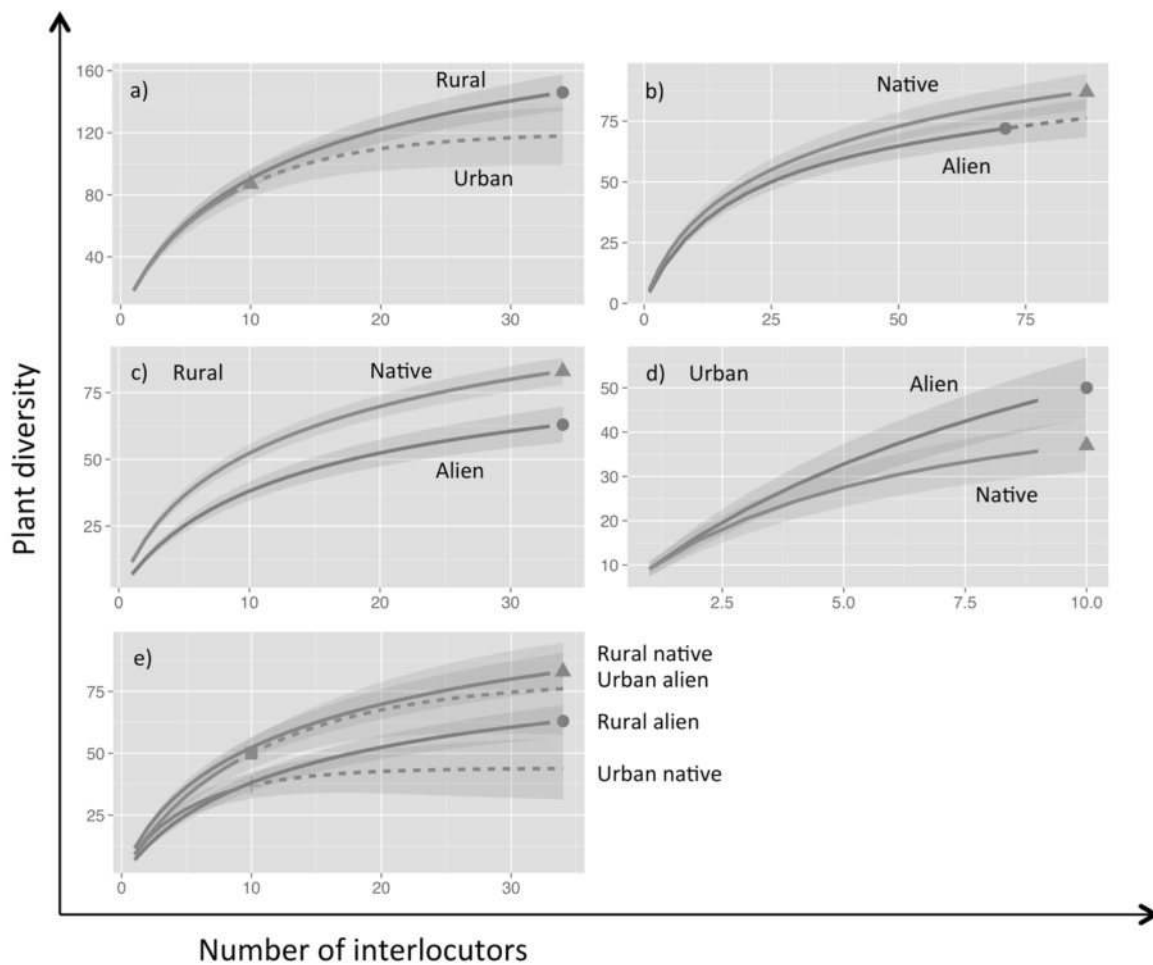 Plant diversity
a)
Rural
Urban
160
120
80
40
0
10
20
30
b)
Native
Alien
75
50
25
0
0
25
50
75
c)
Rural
Native
Alien
75
50
25
0
10
20
30
d)
Urban
Alien
Native
50
40
30
20
10
2.5
5.0
7.5
10.0
e)
75
50
25
0
10
20
30
Rural native
Urban alien
Rural alien
Urban native
Number of interlocutors